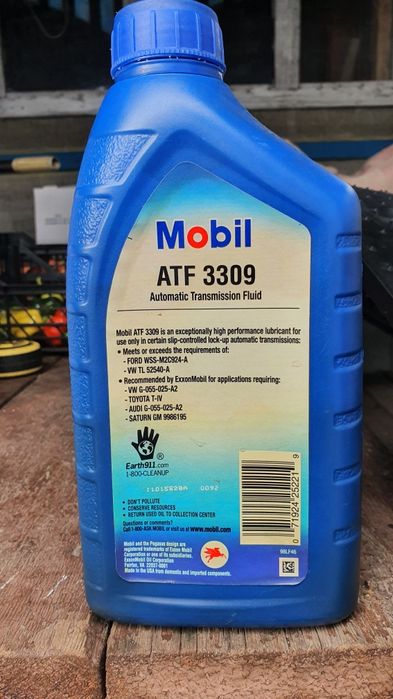 Mobil
ATF 3309
Automatic Transmission Fluid
Mobil ATF 3309 is an exceptionally high performance lubricant for
use only in certain slip-controlled lock-up automatic transmissions:
• Meets or exceeds the requirements of:
- FORD WSS-M2C924-A
- VW TL 52540-A
• Recommended by ExxonMobil for applications requiring:
- VW G-055-025-A2
- TOYOTA T-IV
- AUDI G-055-025-A2
- SATURN GM 9986195
®
Earth911.com
1-800-CLEANUP
11015828A 0092
• DON'T POLLUTE
• CONSERVE RESOURCES
• RETURN USED OIL TO COLLECTION CENTER
Questions or comments?
Call 1-800-ASK MOBIL or visit us at www.mobil.com
Mobil and the Pegasus design are
registered trademarks of Exxon Mobil
Corporation or one of its subsidiaries.
ExxonMobil Oil Corporation
Fairfax, VA 22037-0001
Made in the USA from domestic and imported components.
0 71924 25221 9
98LF46